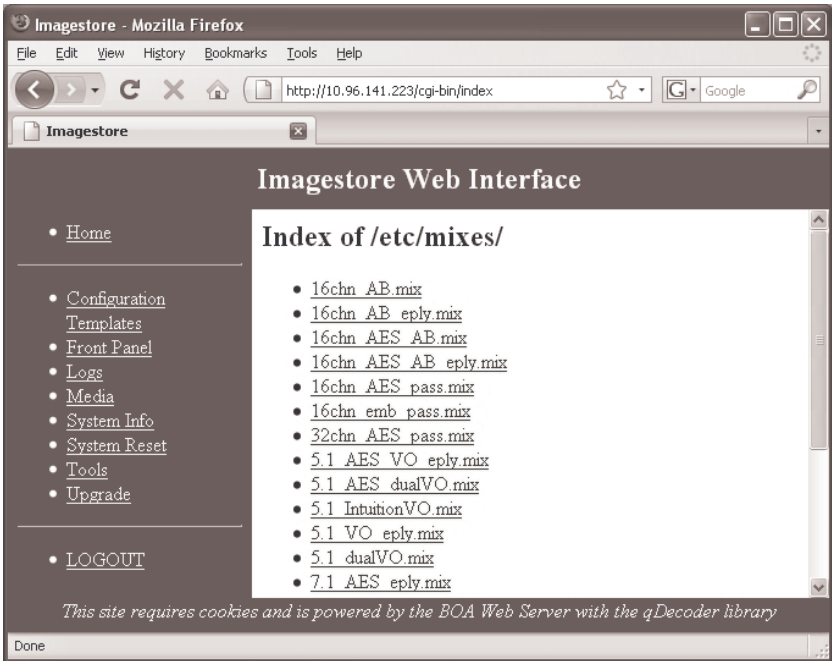 Imagestore - Mozilla Firefox
File Edit View History Bookmarks Tools Help
http://10.96.141.223/cgi-bin/index
G Google
Imagestore
Imagestore Web Interface
Home
Configuration
Templates
Front Panel
Logs
Media
System Info
System Reset
Tools
Upgrade
LOGOUT
Index of /etc/mixes/
16chn_AB.mix
16chn_AB_eply.mix
16chn_AES_AB.mix
16chn_AES_AB_eply.mix
16chn_AES_pass.mix
16chn_emb_pass.mix
32chn_AES_pass.mix
5.1_AES_VO_eply.mix
5.1_AES_dualVO.mix
5.1_IntuitionVO.mix
5.1_VO_eply.mix
5.1_dualVO.mix
7.1_AES_eply.mix
This site requires cookies and is powered by the BOA Web Server with the qDecoder library
Done